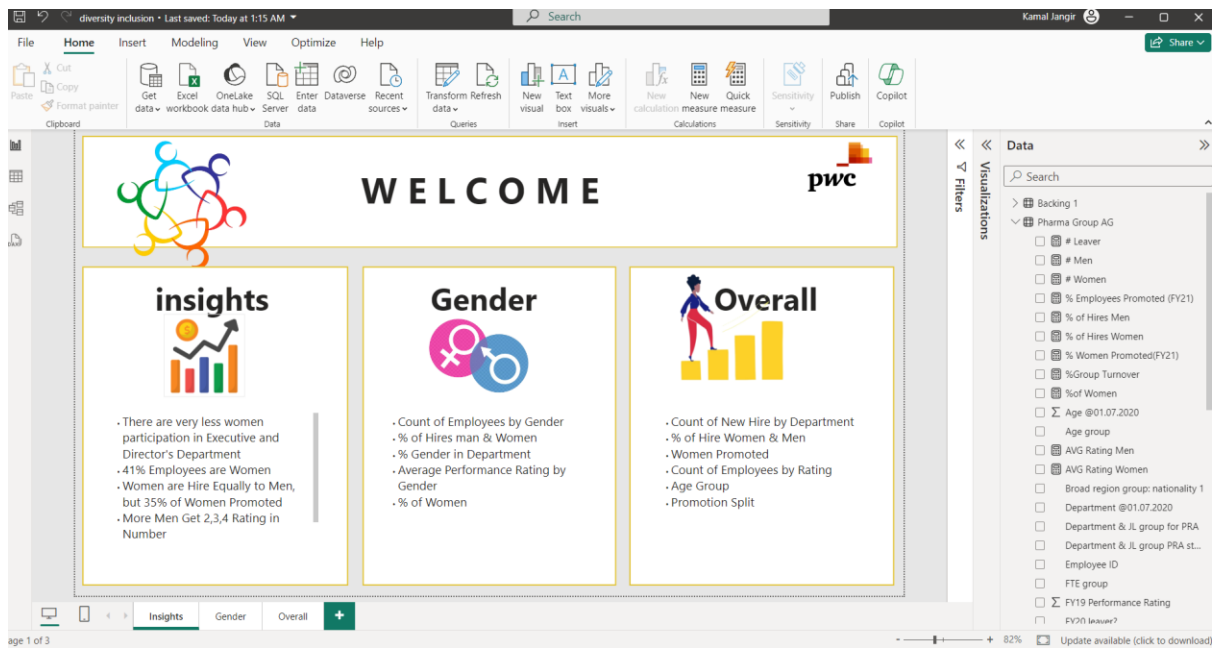 diversity inclusion • Last saved: Today at 1:15 AM
Search
Kamal Jangir
File Home Insert Modeling View Optimize Help
Share
Paste
Cut
Copy
Format painter
Clipboard
Get data
Excel workbook
OneLake data hub
SQL Server
Enter data
Dataverse
Recent sources
Data
Transform data
Refresh
Queries
New visual
Text box
More visuals
Insert
New calculation
New measure
Quick measure
Calculations
Sensitivity
Sensitivity
Publish
Share
Copilot
Copilot
WELCOME
pwc
insights
• There are very less women
participation in Executive and
Director's Department
• 41% Employees are Women
• Women are Hire Equally to Men,
but 35% of Women Promoted
• More Men Get 2,3,4 Rating in
Number
Gender
• Count of Employees by Gender
• % of Hires man & Women
• % Gender in Department
• Average Performance Rating by
Gender
• % of Women
Overall
• Count of New Hire by Department
• % of Hire Women & Men
• Women Promoted
• Count of Employees by Rating
• Age Group
• Promotion Split
Filters
Visualizations
Data
Search
Backing 1
Pharma Group AG
# Leaver
# Men
# Women
% Employees Promoted (FY21)
% of Hires Men
% of Hires Women
% Women Promoted(FY21)
%Group Turnover
%of Women
Σ Age @01.07.2020
Age group
AVG Rating Men
AVG Rating Women
Broad region group: nationality 1
Department @01.07.2020
Department & JL group for PRA
Department & JL group PRA st...
Employee ID
FTE group
Σ FY19 Performance Rating
FY20 leaver?
Insights Gender Overall +
age 1 of 3
- + 82% Update available (click to download)